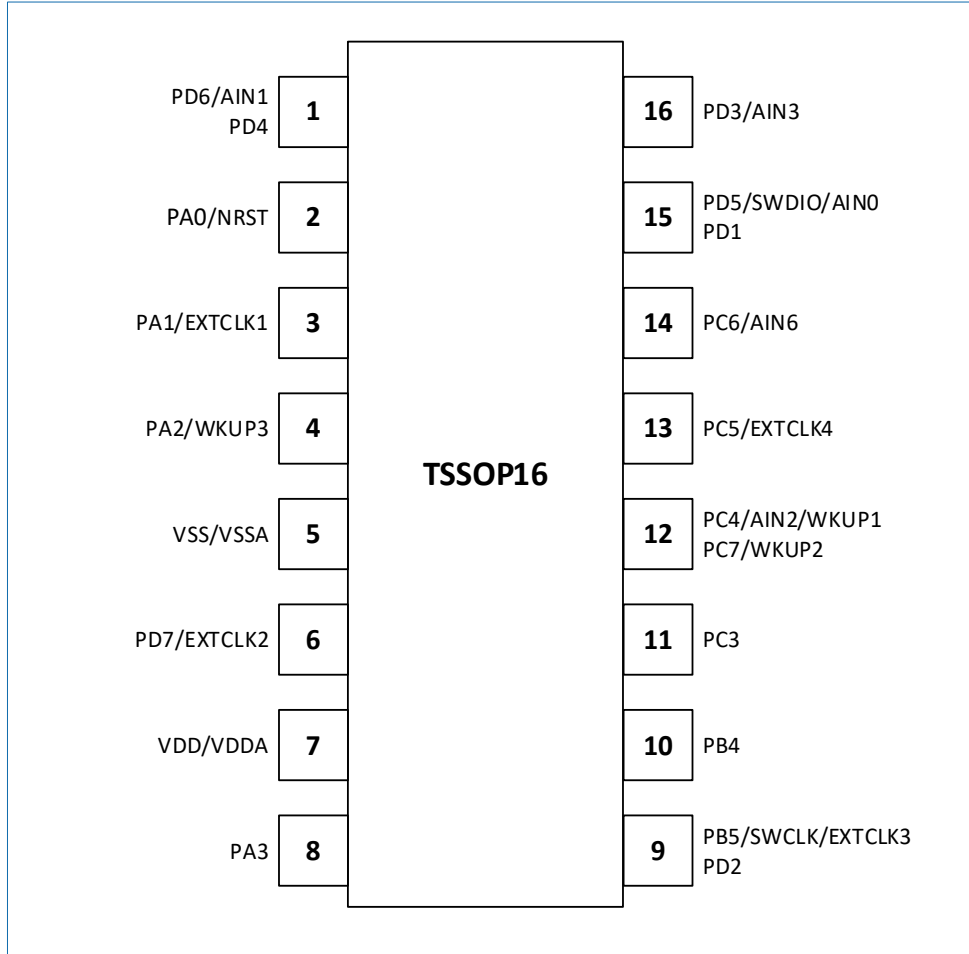 PD6/AIN1
PD4
1
PA0/NRST
2
PA1/EXTCLK1
3
PA2/WKUP3
4
VSS/VSSA
5
PD7/EXTCLK2
6
VDD/VDDA
7
PA3
8
TSSOP16
16
PD3/AIN3
15
PD5/SWDIO/AIN0
PD1
14
PC6/AIN6
13
PC5/EXTCLK4
12
PC4/AIN2/WKUP1
PC7/WKUP2
11
PC3
10
PB4
9
PB5/SWCLK/EXTCLK3
PD2